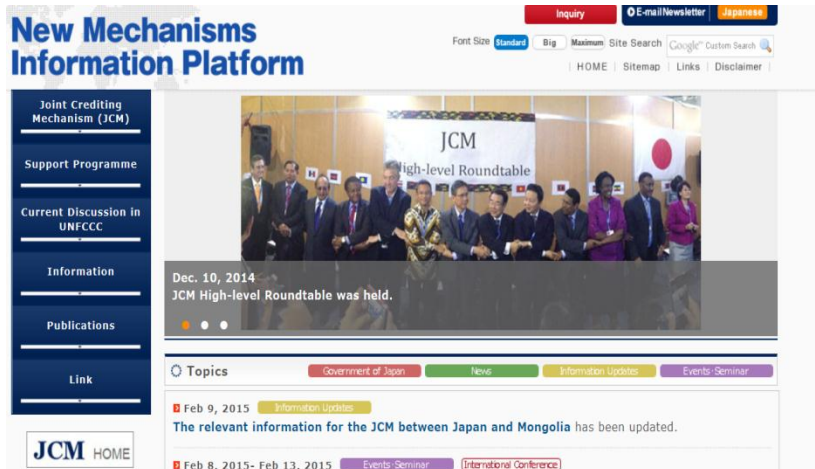 Inquiry
E-mail Newsletter
Japanese
New Mechanisms
Information Platform
Font Size Standard Big Maximum Site Search Google™ Custom Search
HOME | Sitemap | Links | Disclaimer
Joint Crediting
Mechanism (JCM)
Support Programme
Current Discussion in
UNFCCC
Information
Publications
Link
JCM HOME
JCM
High-level Roundtable
Dec. 10, 2014
JCM High-level Roundtable was held.
Topics
Government of Japan
News
Information Updates
Events·Seminar
Feb 9, 2015 Information Updates
The relevant information for the JCM between Japan and Mongolia has been updated.
Feb 8, 2015- Feb 13, 2015 Events·Seminar International Conference